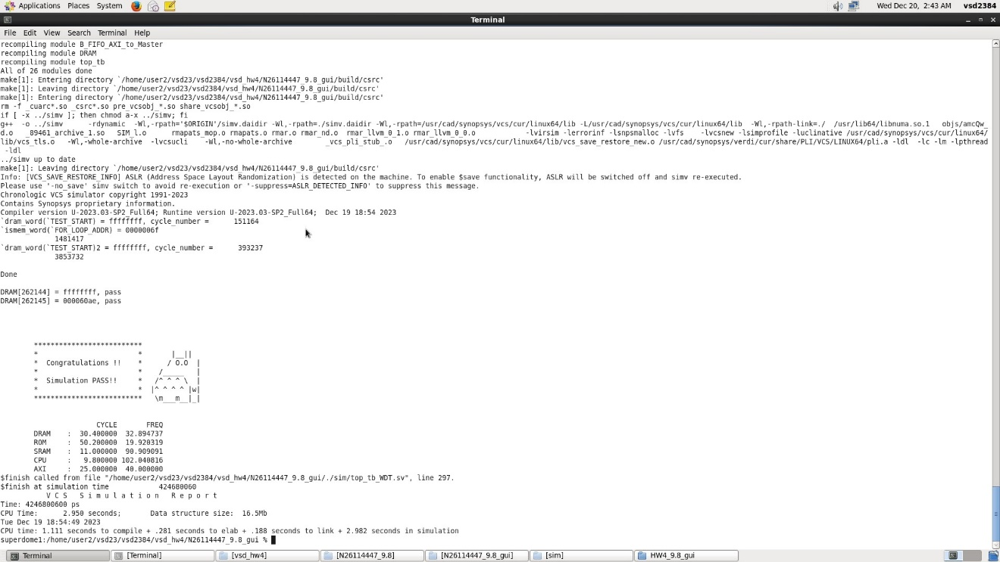 Applications Places System Wed Dec 20, 2:43 AM vsd2384
Terminal
File Edit View Search Terminal Help
recompiling module B_FIFO_AXI_to_Master
recompiling module DRAM
recompiling module top_tb
All of 26 modules done
make[1]: Entering directory `/home/user2/vsd23/vsd2384/vsd_hw4/N26114447_9.8_gui/build/csrc'
make[1]: Leaving directory `/home/user2/vsd23/vsd2384/vsd_hw4/N26114447_9.8_gui/build/csrc'
make[1]: Entering directory `/home/user2/vsd23/vsd2384/vsd_hw4/N26114447_9.8_gui/build/csrc'
rm -f _cuarc*.so _csrc*.so pre_vcsobj_*.so share_vcsobj_*.so
if [ -x ../simv ]; then chmod a-x ../simv; fi
g++ -o ../simv -rdynamic -Wl,-rpath='$ORIGIN'/simv.daidir -Wl,-rpath=./simv.daidir -Wl,-rpath=/usr/cad/synopsys/vcs/cur/linux64/lib -L/usr/cad/synopsys/vcs/cur/linux64/lib -Wl,-rpath-link=./ /usr/lib64/libnuma.so.1 objs/amcQw_
d.o _89461_archive_1.so SIM_l.o rmapats_mop.o rmapats.o rmar.o rmar_nd.o rmar_llvm_0_1.o rmar_llvm_0_0.o -lvirsim -lerrorinf -lsnpsmalloc -lvfs -lvcsnew -lsimprofile -luclinative /usr/cad/synopsys/vcs/cur/linux64/
lib/vcs_tls.o -Wl,-whole-archive -lvcsucli -Wl,-no-whole-archive _vcs_pli_stub_.o /usr/cad/synopsys/vcs/cur/linux64/lib/vcs_save_restore_new.o /usr/cad/synopsys/verdi/cur/share/PLI/VCS/LINUX64/pli.a -ldl -lc -lm -lpthread
-ldl
../simv up to date
make[1]: Leaving directory `/home/user2/vsd23/vsd2384/vsd_hw4/N26114447_9.8_gui/build/csrc'
Info: [VCS_SAVE_RESTORE_INFO] ASLR (Address Space Layout Randomization) is detected on the machine. To enable $save functionality, ASLR will be switched off and simv re-executed.
Please use '-no_save' simv switch to avoid re-execution or '-suppress=ASLR_DETECTED_INFO' to suppress this message.
Chronologic VCS simulator copyright 1991-2023
Contains Synopsys proprietary information.
Compiler version U-2023.03-SP2_Full64; Runtime version U-2023.03-SP2_Full64; Dec 19 18:54 2023
`dram_word(`TEST_START) = ffffffff, cycle_number = 151164
`ismem_word(`FOR_LOOP_ADDR) = 0000006f
1481417
`dram_word(`TEST_START)2 = ffffffff, cycle_number = 393237
3853732
Done
DRAM[262144] = ffffffff, pass
DRAM[262145] = 000060ae, pass
**************************
* * |__||
* Congratulations !! * / O.O |
* * /_____ |
* Simulation PASS!! * /^ ^ ^ \ |
* * |^ ^ ^ ^ |w|
************************** \m___m__|_|
CYCLE FREQ
DRAM : 30.400000 32.894737
ROM : 50.200000 19.920319
SRAM : 11.000000 90.909091
CPU : 9.800000 102.040816
AXI : 25.000000 40.000000
$finish called from file "/home/user2/vsd23/vsd2384/vsd_hw4/N26114447_9.8_gui/./sim/top_tb_WDT.sv", line 297.
$finish at simulation time 424680060
V C S S i m u l a t i o n R e p o r t
Time: 4246800600 ps
CPU Time: 2.950 seconds; Data structure size: 16.5Mb
Tue Dec 19 18:54:49 2023
CPU time: 1.111 seconds to compile + .281 seconds to elab + .188 seconds to link + 2.982 seconds in simulation
superdome1:/home/user2/vsd23/vsd2384/vsd_hw4/N26114447_9.8_gui %
Terminal [Terminal] [vsd_hw4] [N26114447_9.8] [N26114447_9.8_gui] [sim] HW4_9.8_gui